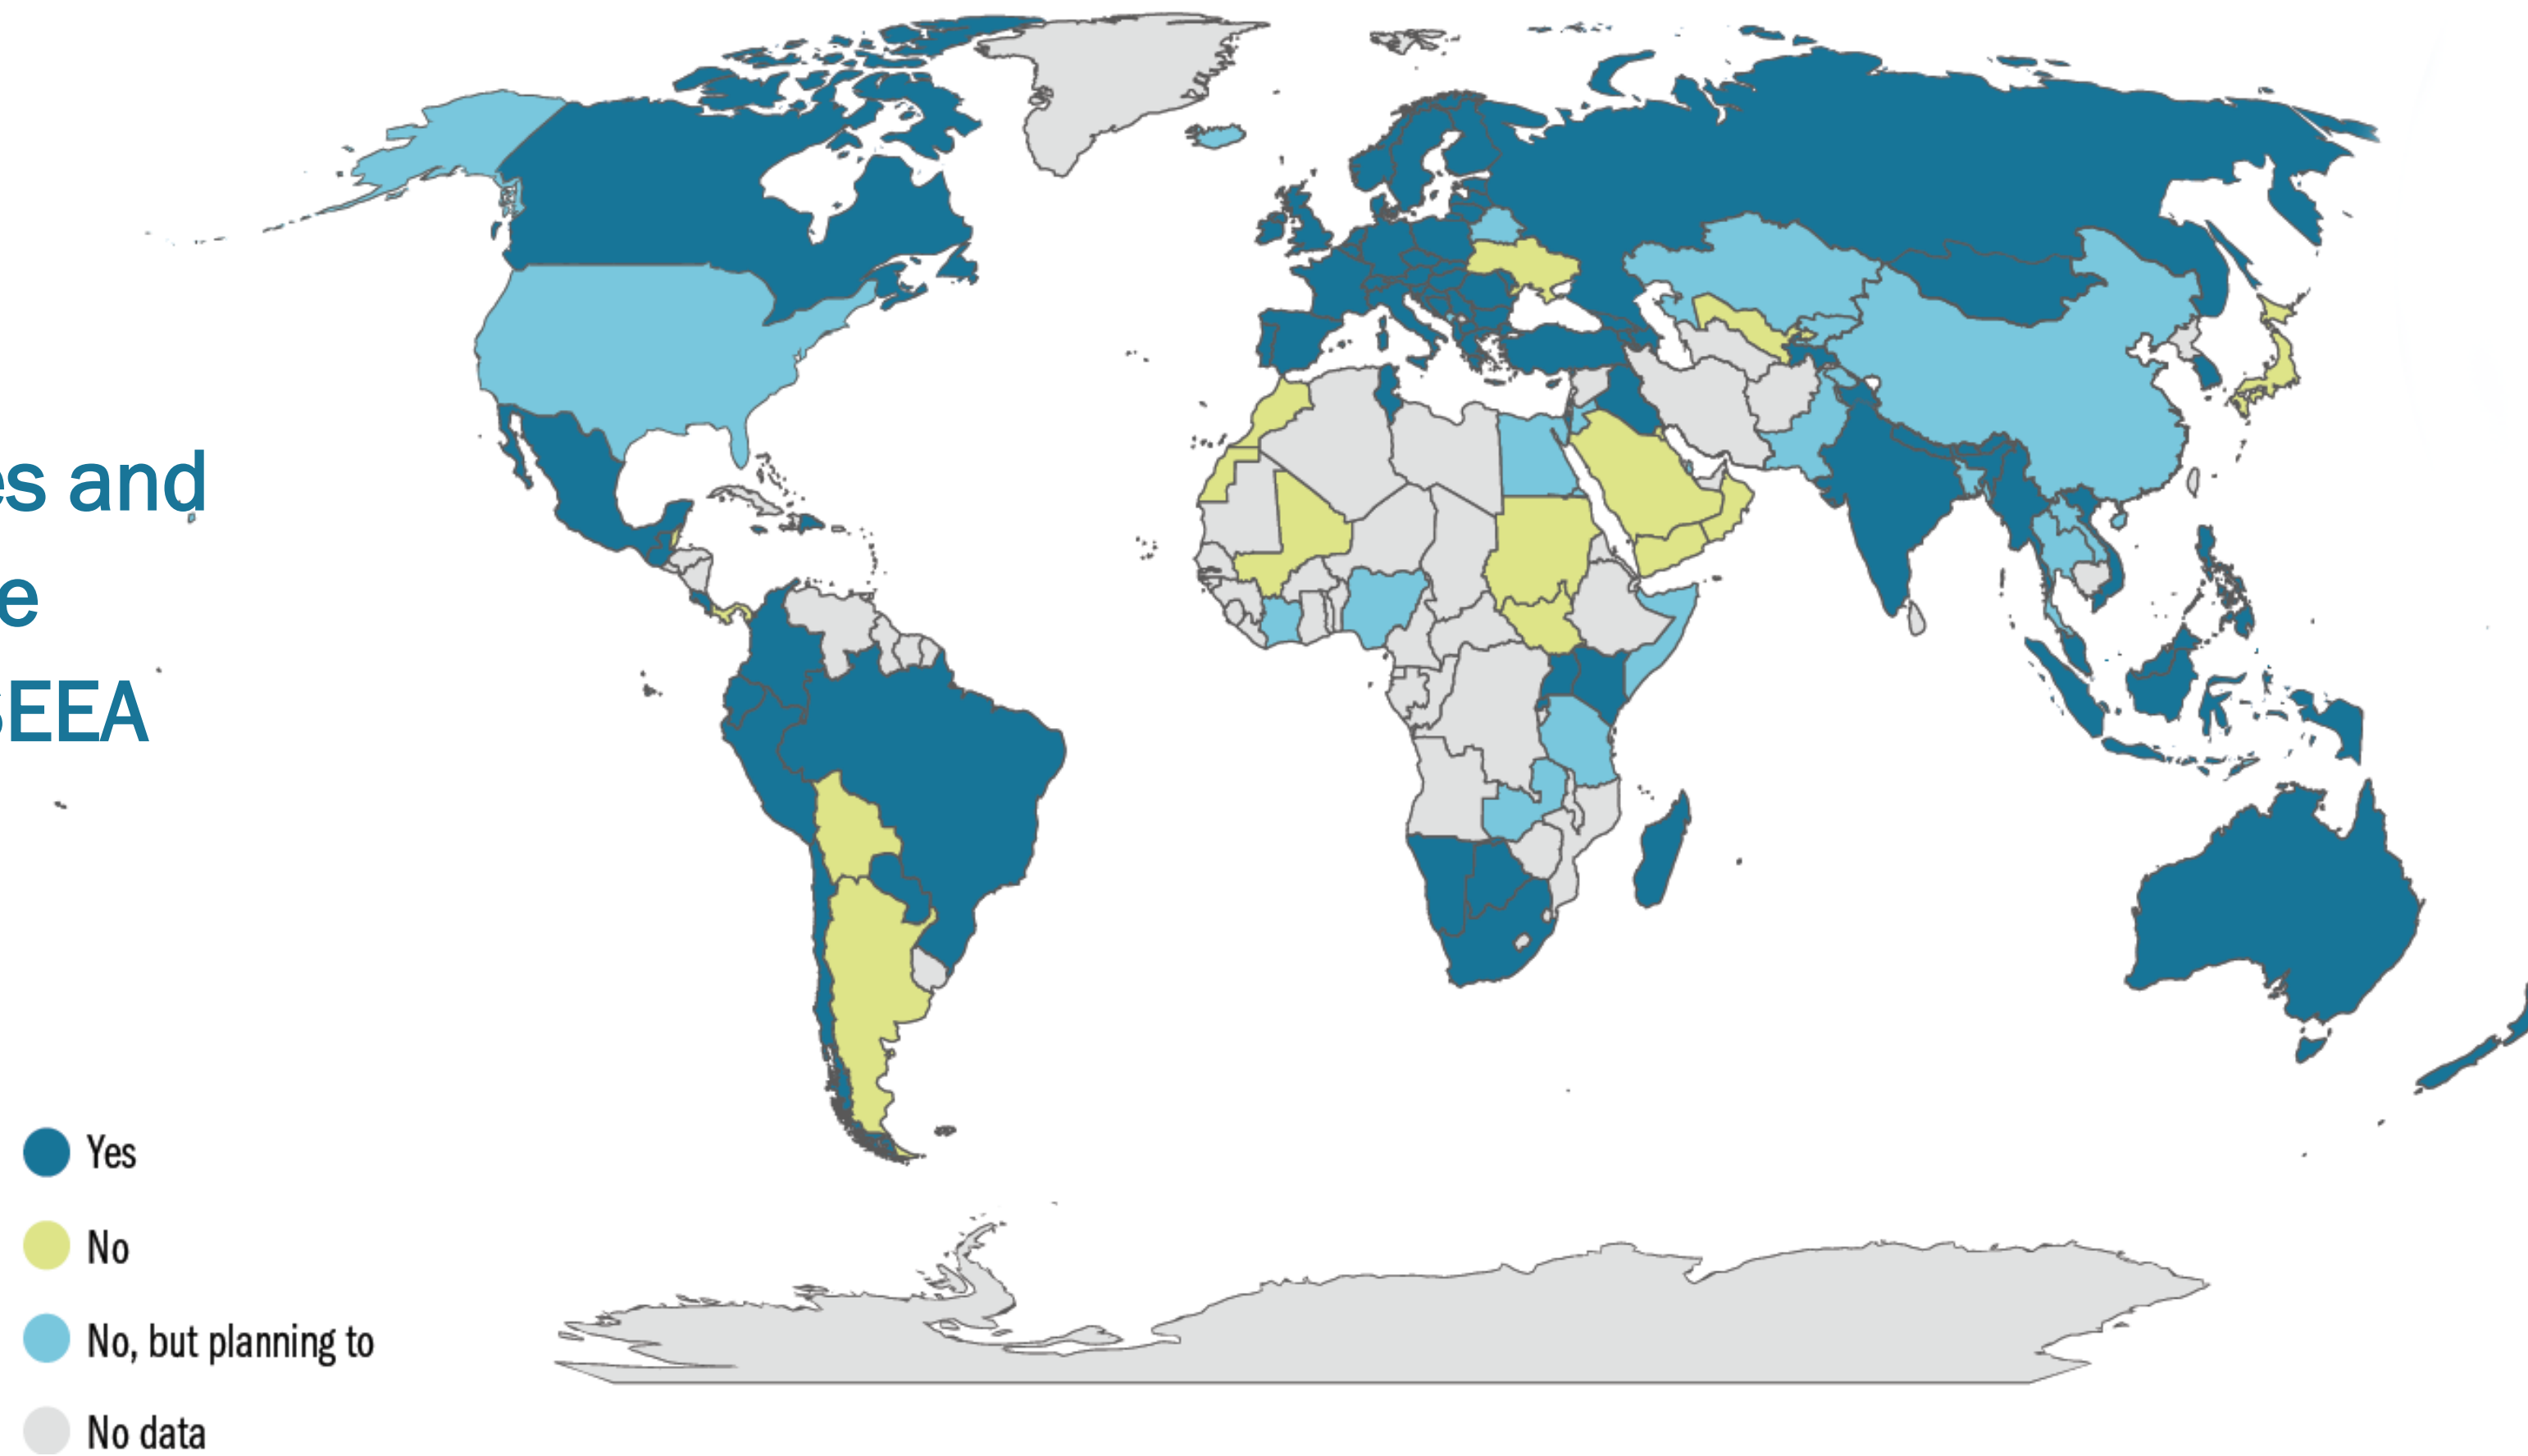 es and
e
SEEA
Yes
No
No, but planning to
No data